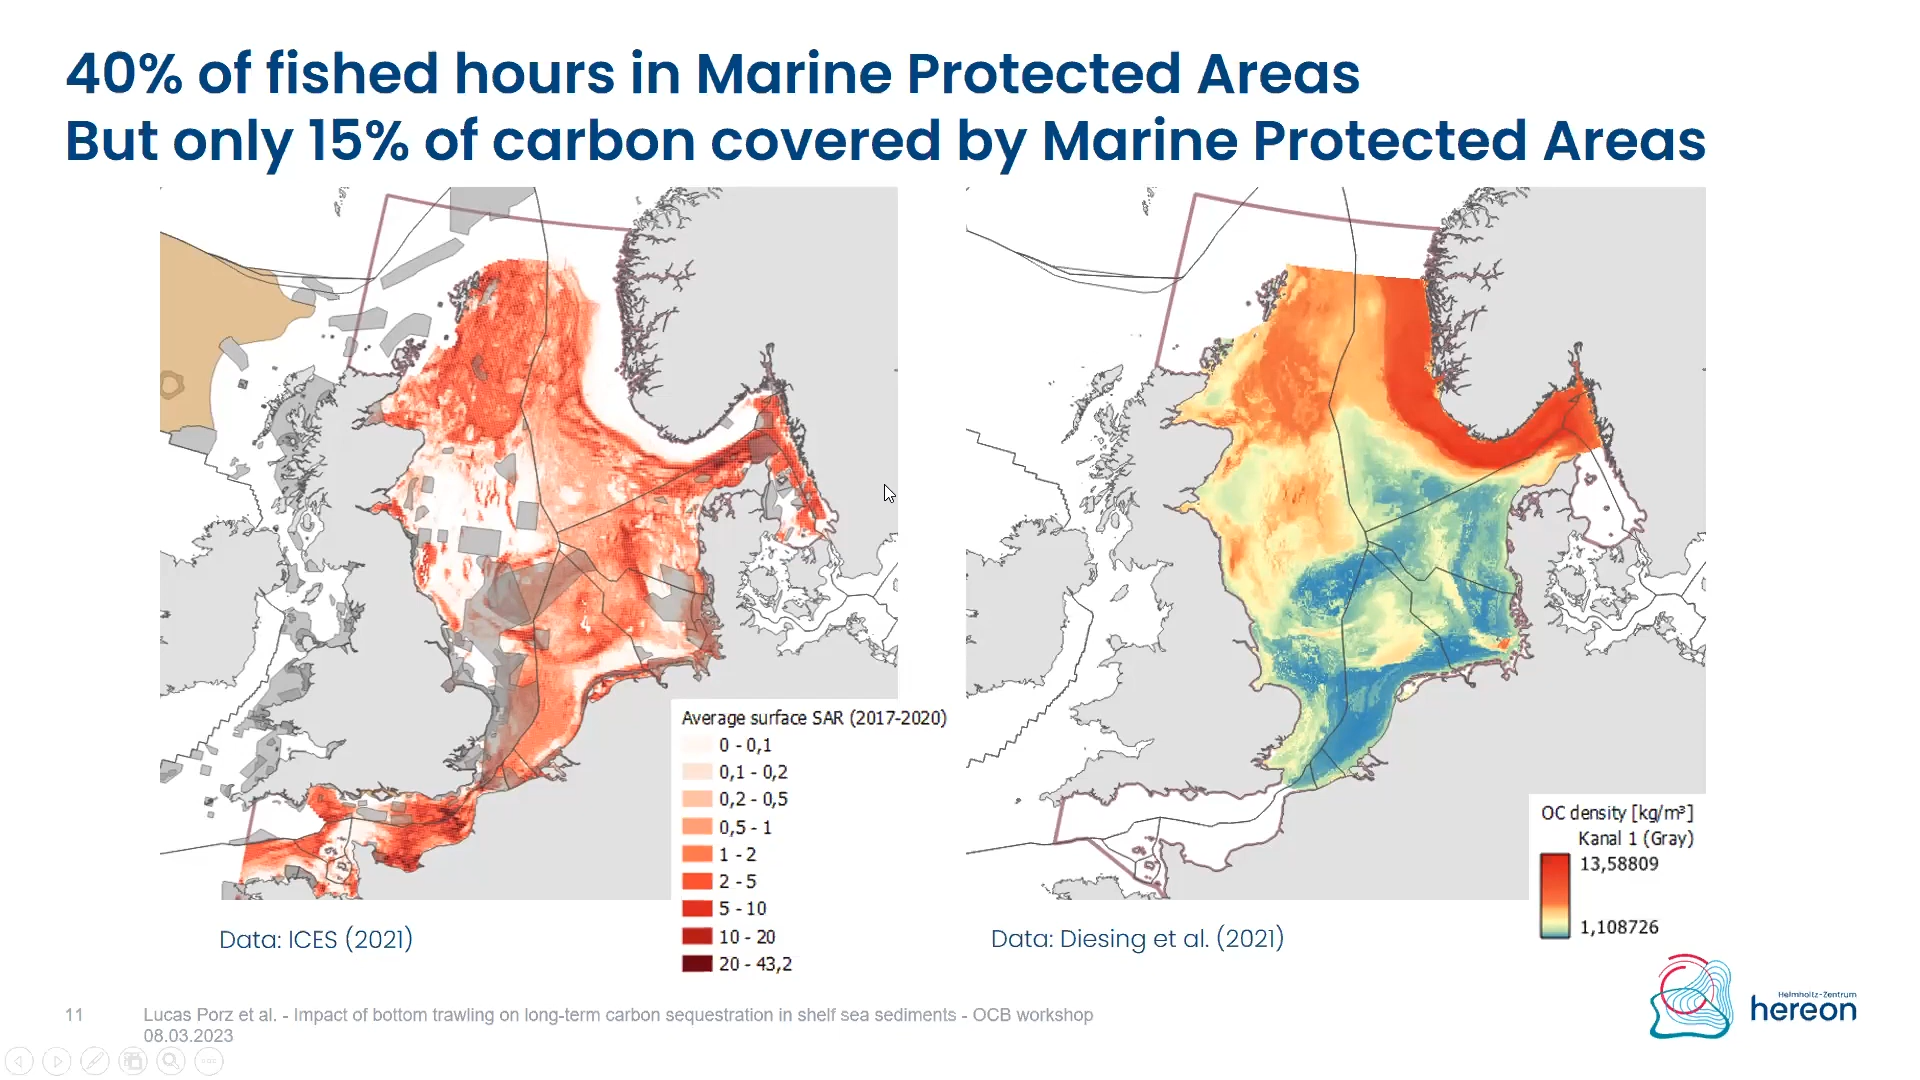 40% of fished hours in Marine Protected Areas
But only 15% of carbon covered by Marine Protected Areas
Average surface SAR (2017-2020)
0 - 0,1
0,1 - 0,2
0,2 - 0,5
0,5 - 1
1 - 2
2 - 5
5 - 10
10 - 20
20 - 43,2
OC density [kg/m³]
Kanal 1 (Gray)
13,58809
1,108726
Data: ICES (2021)
Data: Diesing et al. (2021)
Helmholtz-Zentrum
hereon
11
Lucas Porz et al. - Impact of bottom trawling on long-term carbon sequestration in shelf sea sediments - OCB workshop
08.03.2023